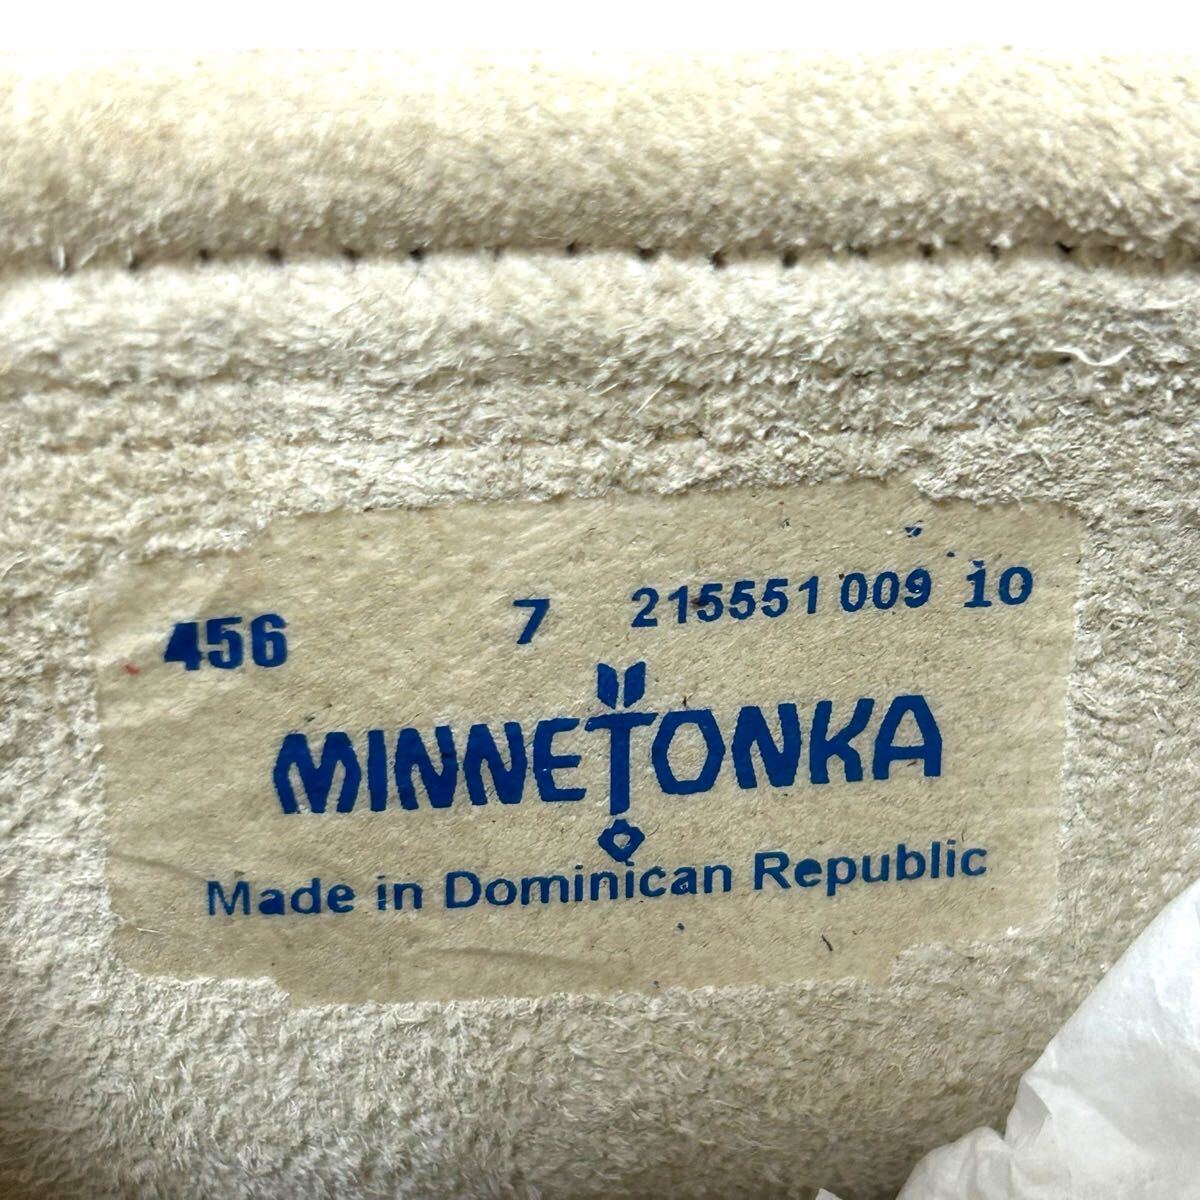 456 7 215551 009 10
MINNETONKA
Made in Dominican Republic